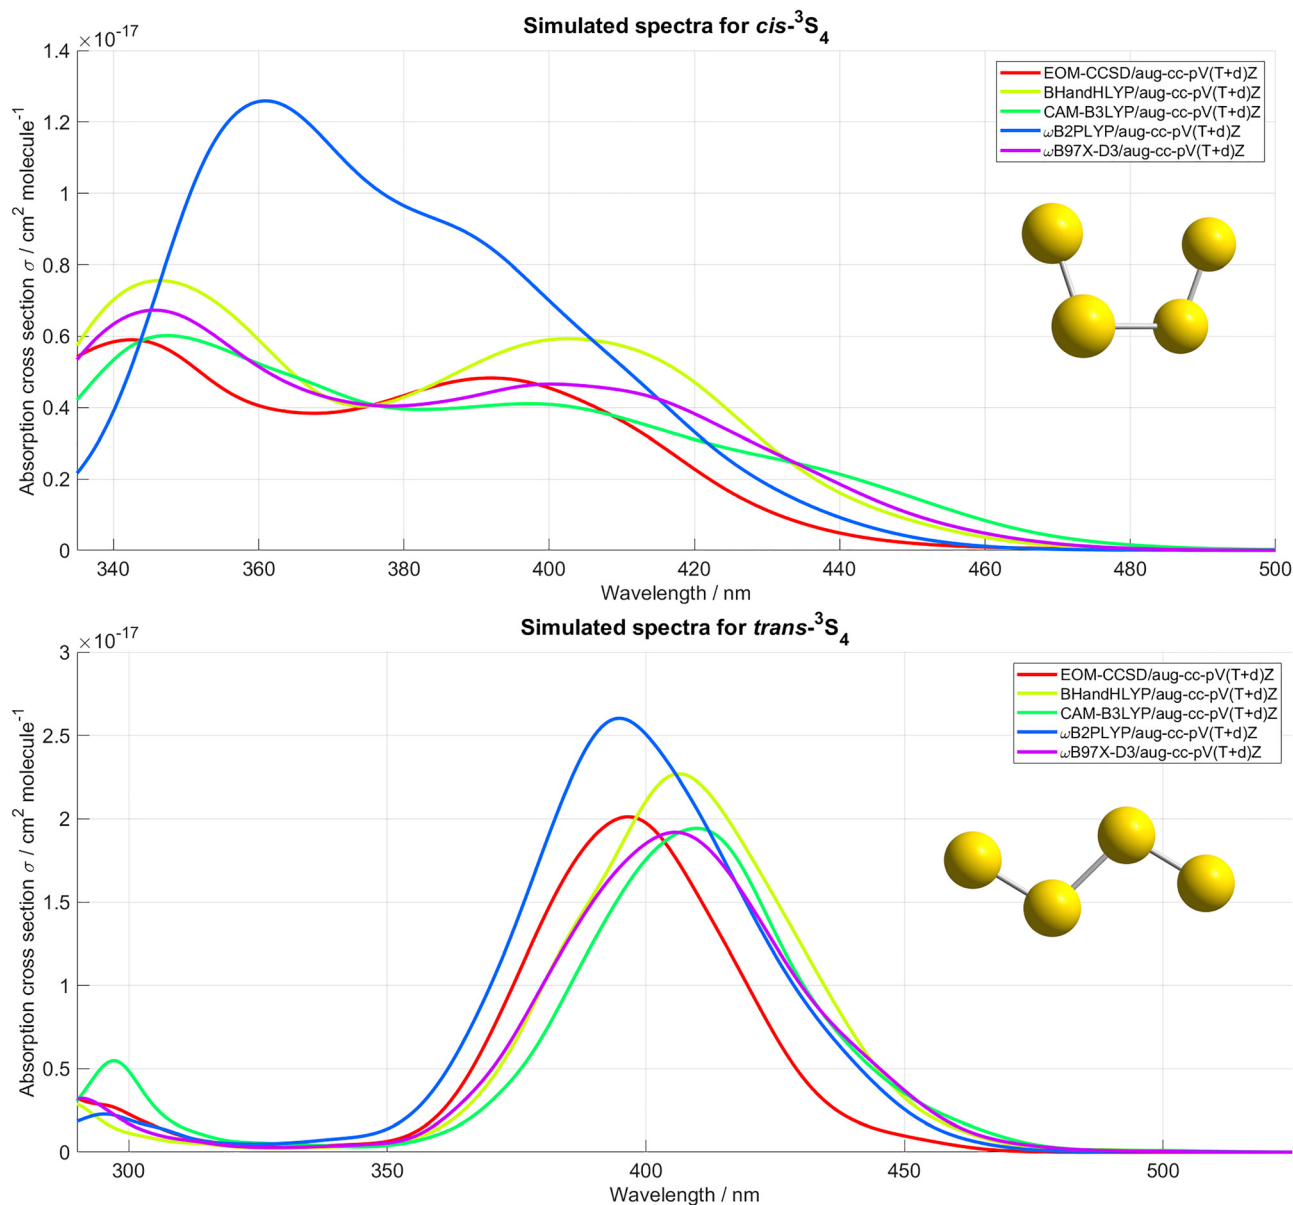 Simulated spectra for cis-³S₄
×10⁻¹⁷
Absorption cross section σ / cm² molecule⁻¹
1.4
1.2
1
0.8
0.6
0.4
0.2
0
EOM-CCSD/aug-cc-pV(T+d)Z
BHandHLYP/aug-cc-pV(T+d)Z
CAM-B3LYP/aug-cc-pV(T+d)Z
ωB2PLYP/aug-cc-pV(T+d)Z
ωB97X-D3/aug-cc-pV(T+d)Z
340 360 380 400 420 440 460 480 500
Wavelength / nm
Simulated spectra for trans-³S₄
×10⁻¹⁷
Absorption cross section σ / cm² molecule⁻¹
3
2.5
2
1.5
1
0.5
0
EOM-CCSD/aug-cc-pV(T+d)Z
BHandHLYP/aug-cc-pV(T+d)Z
CAM-B3LYP/aug-cc-pV(T+d)Z
ωB2PLYP/aug-cc-pV(T+d)Z
ωB97X-D3/aug-cc-pV(T+d)Z
300 350 400 450 500
Wavelength / nm